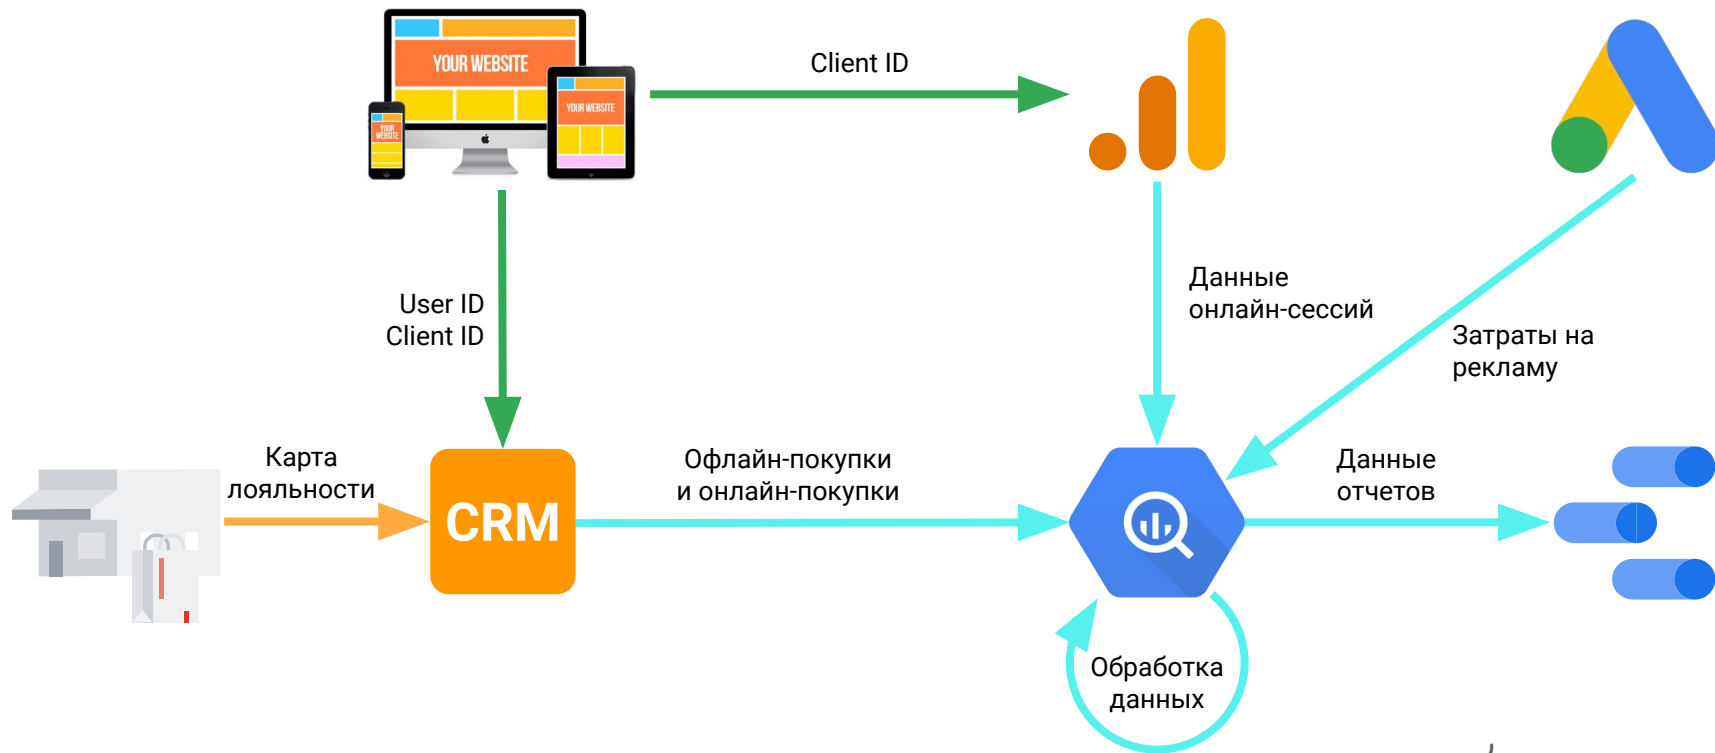 YOUR WEBSITE
YOUR
WEBSITE
YOUR WEBSITE
Client ID
User ID
Client ID
Данные
онлайн-сессий
Затраты на
рекламу
Карта
лояльности
CRM
Офлайн-покупки
и онлайн-покупки
Данные
отчетов
Обработка
данных